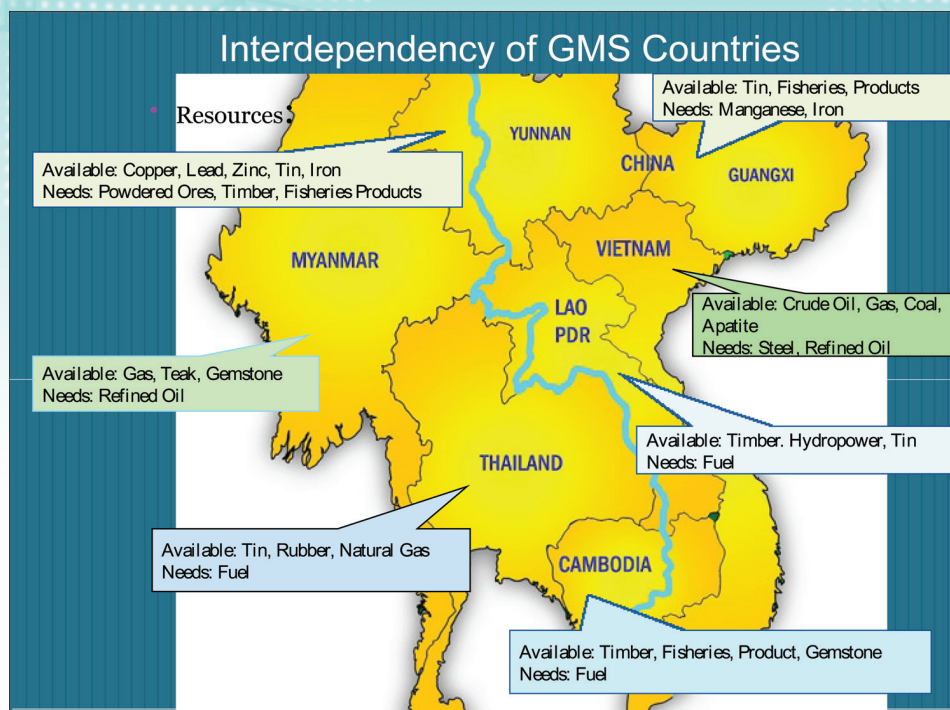 Interdependency of GMS Countries
• Resources:
Available: Tin, Fisheries, Products
Needs: Manganese, Iron
YUNNAN
CHINA
GUANGXI
Available: Copper, Lead, Zinc, Tin, Iron
Needs: Powdered Ores, Timber, Fisheries Products
MYANMAR
VIETNAM
Available: Crude Oil, Gas, Coal,
Apatite
Needs: Steel, Refined Oil
LAO
PDR
Available: Gas, Teak, Gemstone
Needs: Refined Oil
Available: Timber. Hydropower, Tin
Needs: Fuel
THAILAND
Available: Tin, Rubber, Natural Gas
Needs: Fuel
CAMBODIA
Available: Timber, Fisheries, Product, Gemstone
Needs: Fuel